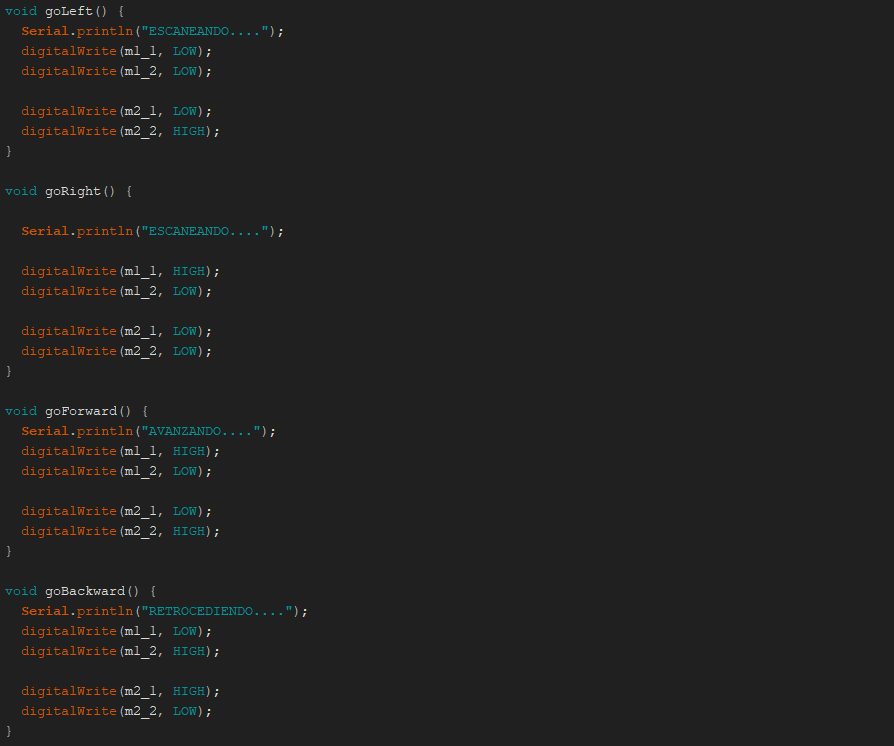 void goLeft() {
  Serial.println("ESCANEANDO....");
  digitalWrite(m1_1, LOW);
  digitalWrite(m1_2, LOW);

  digitalWrite(m2_1, LOW);
  digitalWrite(m2_2, HIGH);
}

void goRight() {

  Serial.println("ESCANEANDO....");

  digitalWrite(m1_1, HIGH);
  digitalWrite(m1_2, LOW);

  digitalWrite(m2_1, LOW);
  digitalWrite(m2_2, LOW);
}

void goForward() {
  Serial.println("AVANZANDO....");
  digitalWrite(m1_1, HIGH);
  digitalWrite(m1_2, LOW);

  digitalWrite(m2_1, LOW);
  digitalWrite(m2_2, HIGH);
}

void goBackward() {
  Serial.println("RETROCEDIENDO....");
  digitalWrite(m1_1, LOW);
  digitalWrite(m1_2, HIGH);

  digitalWrite(m2_1, HIGH);
  digitalWrite(m2_2, LOW);
}